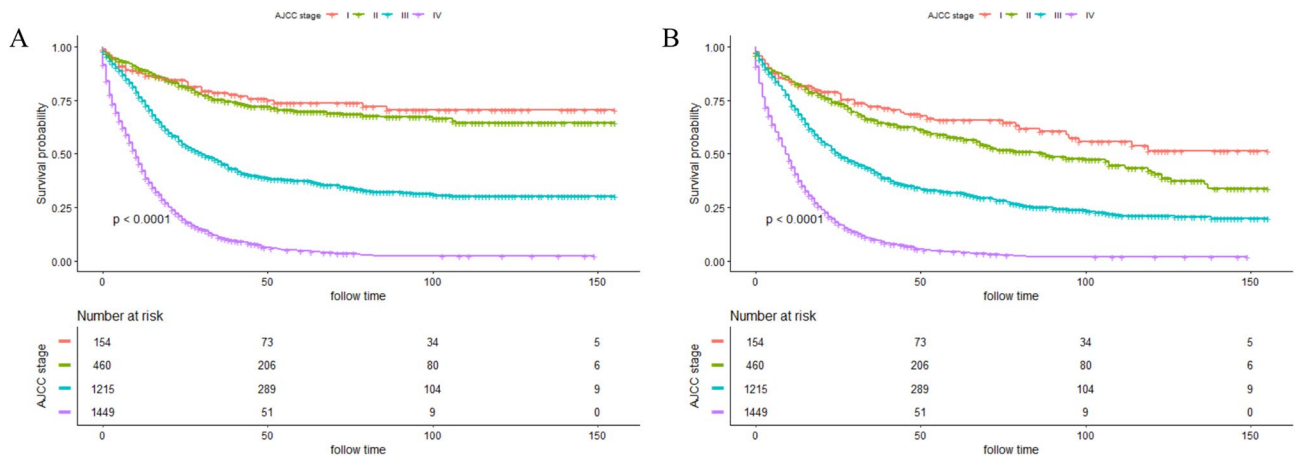 AJCC stage I II III IV
A
Survival probability
1.00
0.75
0.50
0.25
0.00
p < 0.0001
0 50 100 150
follow time
Number at risk
AJCC stage
154 73 34 5
460 206 80 6
1215 289 104 9
1449 51 9 0
0 50 100 150
follow time
AJCC stage I II III IV
B
Survival probability
1.00
0.75
0.50
0.25
0.00
p < 0.0001
0 50 100 150
follow time
Number at risk
AJCC stage
154 73 34 5
460 206 80 6
1215 289 104 9
1449 51 9 0
0 50 100 150
follow time